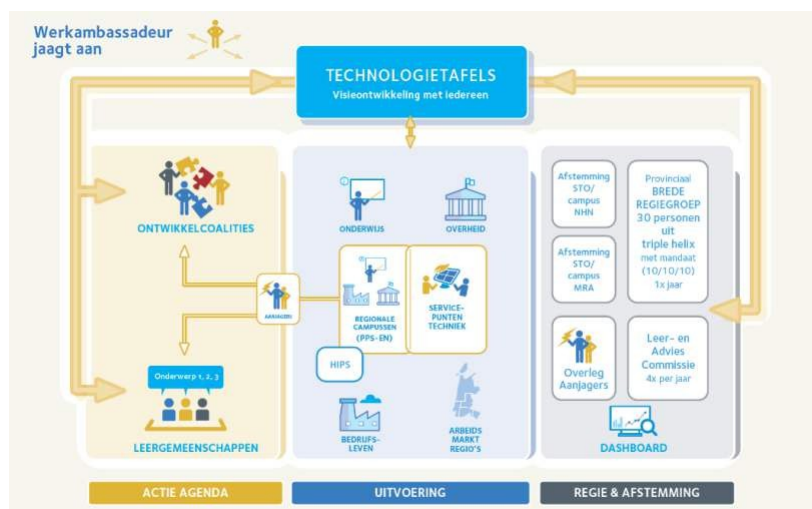 Werkambassadeur
jaagt aan
TECHNOLOGIETAFELS
Visieontwikkeling met iedereen
ONTWIKKELCOALITIES
AANJAGERS
Onderwerp 1, 2, 3
LEERGEMEENSCHAPPEN
ONDERWIJS
OVERHEID
REGIONALE
CAMPUSSEN
(PPS-EN)
SERVICE-
PUNTEN
TECHNIEK
HIPS
BEDRIJFS-
LEVEN
ARBEIDS
MARKT
REGIO'S
Afstemming
STO/
campus
NHN
Afstemming
STO/
campus
MRA
Provinciaal
BREDE
REGIEGROEP
30 personen
uit
triple helix
met mandaat
(10/10/10)
1x jaar
Overleg
Aanjagers
Leer- en
Advies
Commissie
4x per jaar
DASHBOARD
ACTIE AGENDA
UITVOERING
REGIE & AFSTEMMING